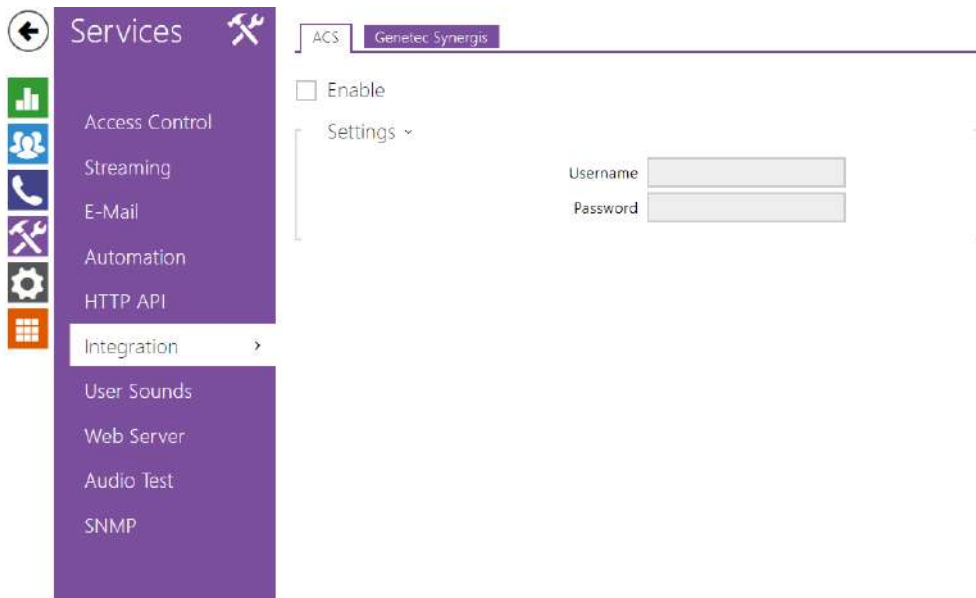 Services
Access Control
Streaming
E-Mail
Automation
HTTP API
Integration
User Sounds
Web Server
Audio Test
SNMP
ACS
Genetec Synergis
Enable
Settings
Username
Password